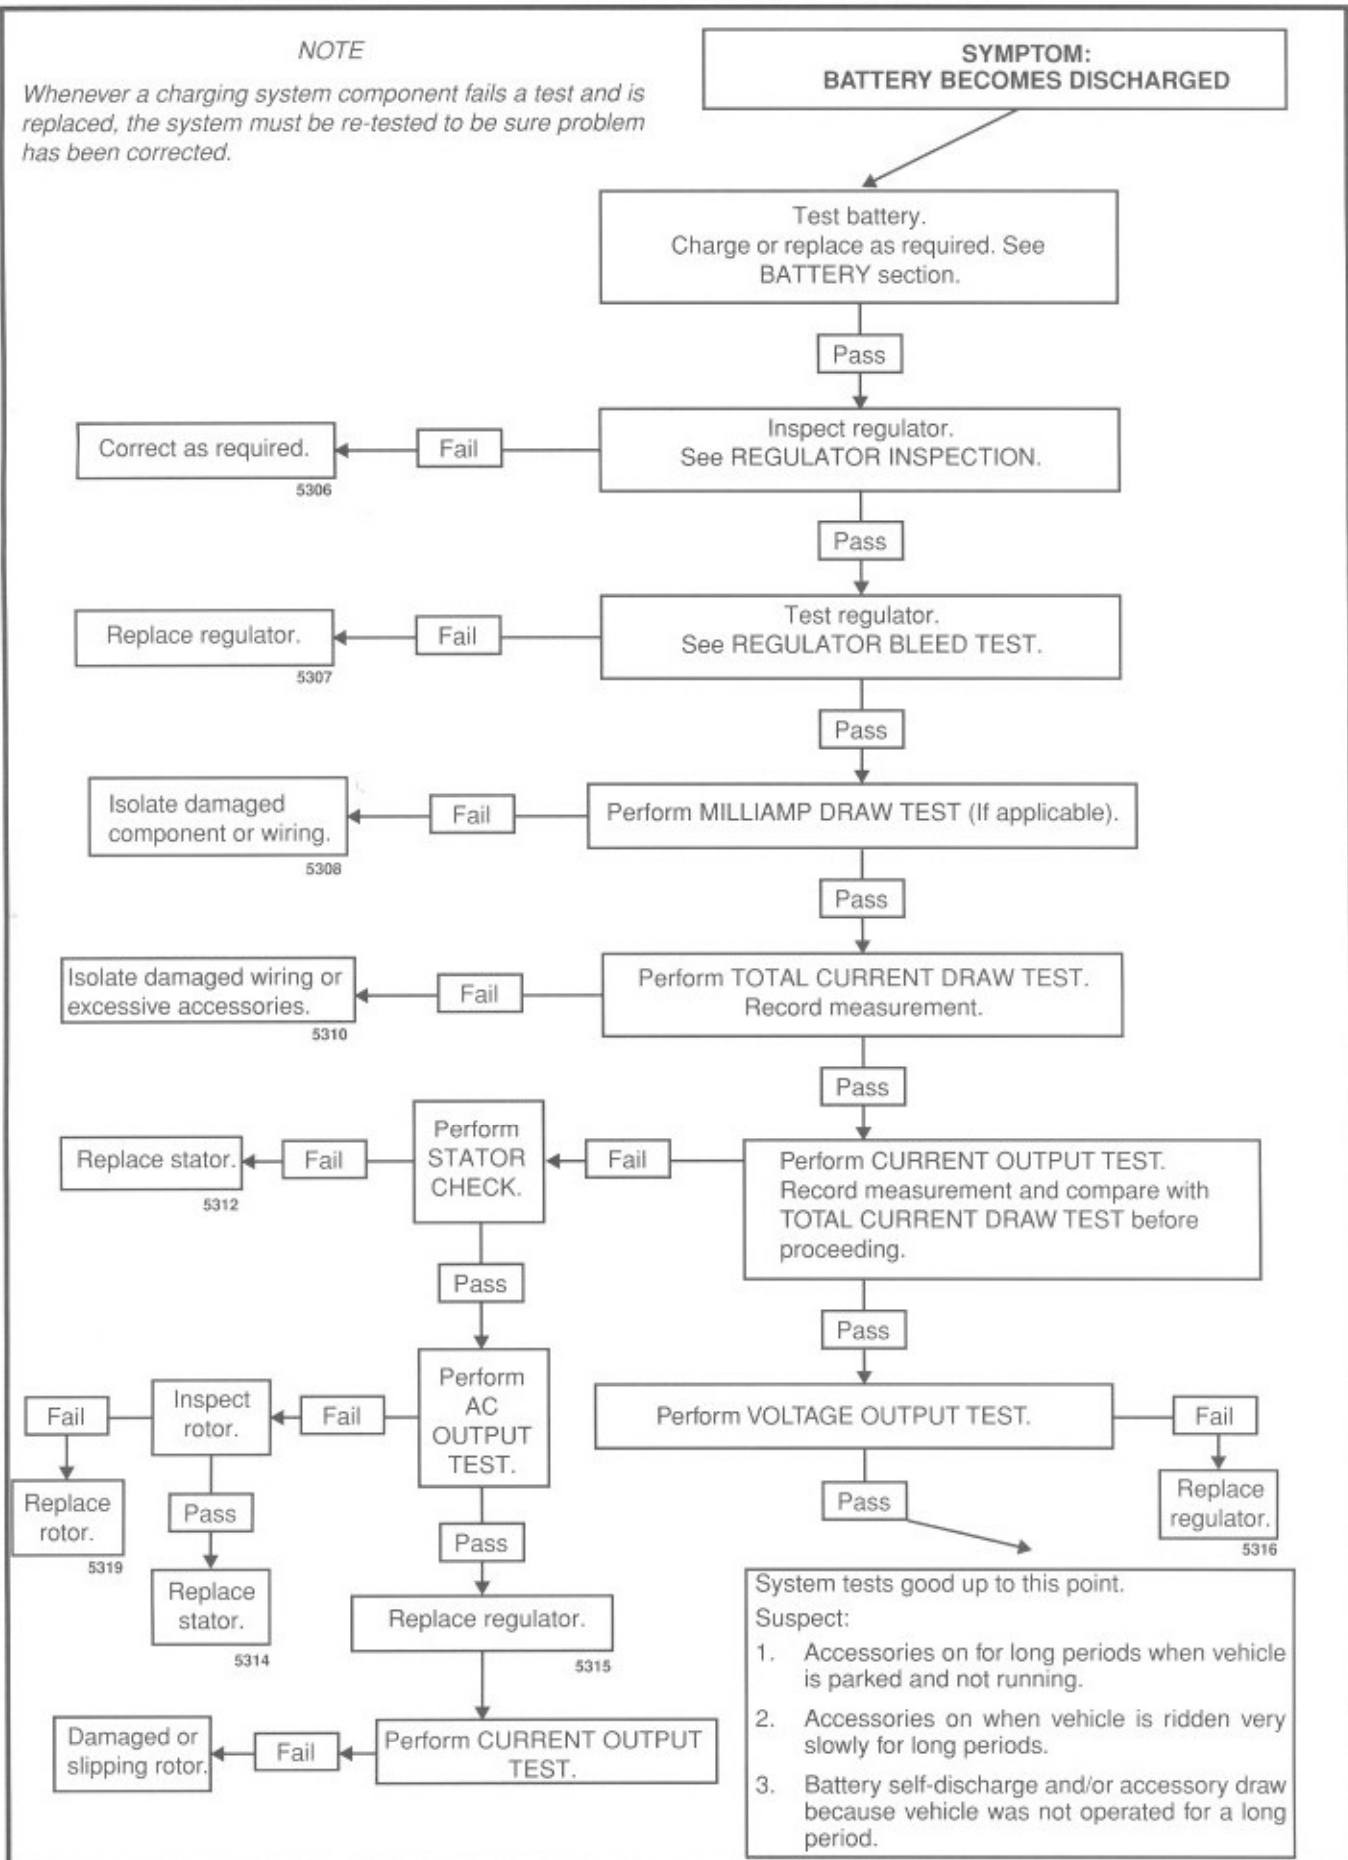 NOTE
Whenever a charging system component fails a test and is
replaced, the system must be re-tested to be sure problem
has been corrected.
SYMPTOM:
BATTERY BECOMES DISCHARGED
Test battery.
Charge or replace as required. See
BATTERY section.
Pass
Inspect regulator.
See REGULATOR INSPECTION.
Fail
Correct as required.
5306
Pass
Test regulator.
See REGULATOR BLEED TEST.
Fail
Replace regulator.
5307
Pass
Perform MILLIAMP DRAW TEST (If applicable).
Fail
Isolate damaged
component or wiring.
5308
Pass
Perform TOTAL CURRENT DRAW TEST.
Record measurement.
Fail
Isolate damaged wiring or
excessive accessories.
5310
Pass
Perform CURRENT OUTPUT TEST.
Record measurement and compare with
TOTAL CURRENT DRAW TEST before
proceeding.
Fail
Perform
STATOR
CHECK.
Fail
Replace stator.
5312
Pass
Perform
AC
OUTPUT
TEST.
Fail
Inspect
rotor.
Fail
Replace
rotor.
5319
Pass
Replace
stator.
5314
Pass
Replace regulator.
5315
Perform CURRENT OUTPUT
TEST.
Fail
Damaged or
slipping rotor.
Pass
Perform VOLTAGE OUTPUT TEST.
Fail
Replace
regulator.
5316
Pass
System tests good up to this point.
Suspect:
1. Accessories on for long periods when vehicle
is parked and not running.
2. Accessories on when vehicle is ridden very
slowly for long periods.
3. Battery self-discharge and/or accessory draw
because vehicle was not operated for a long
period.